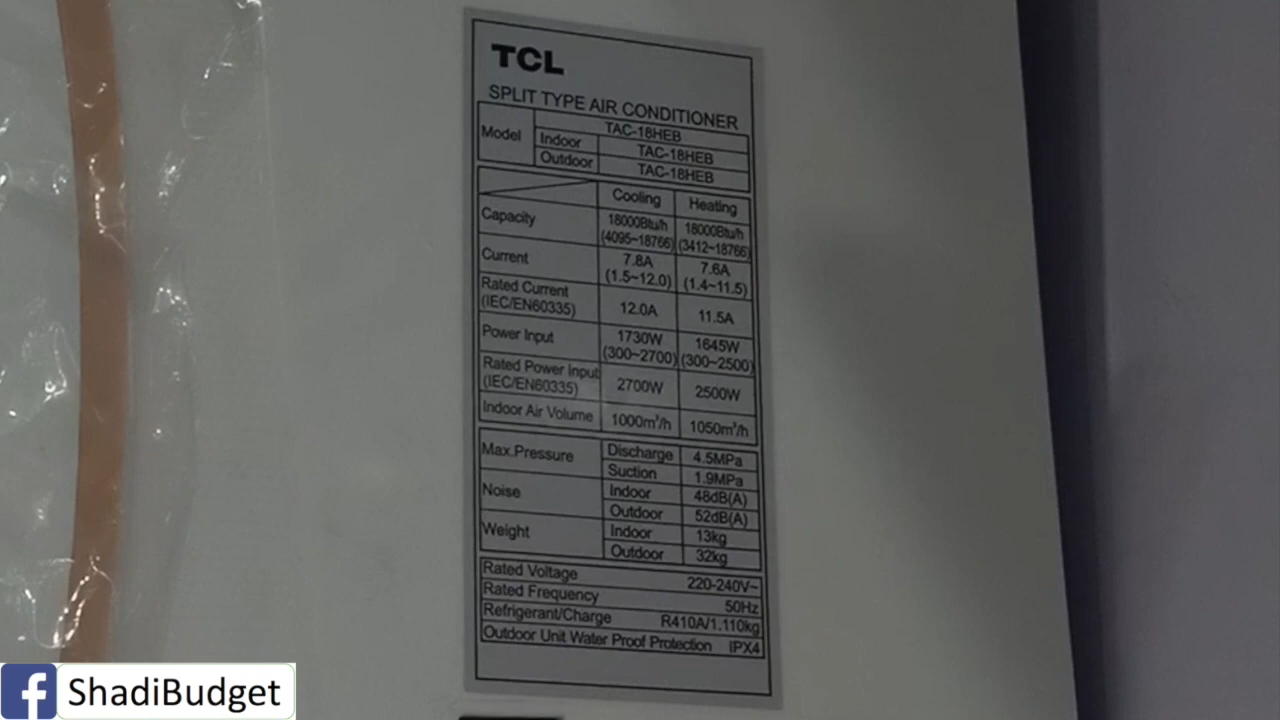 TCL
SPLIT TYPE AIR CONDITIONER
Model TAC-18HEB
Indoor TAC-18HEB
Outdoor TAC-18HEB
Cooling Heating
Capacity 18000Btu/h (4095~18766) 18000Btu/h (3412~18766)
Current 7.8A (1.5~12.0) 7.6A (1.4~11.5)
Rated Current (IEC/EN60335) 12.0A 11.5A
Power Input 1730W (300~2700) 1645W (300~2500)
Rated Power Input (IEC/EN60335) 2700W 2500W
Indoor Air Volume 1000m³/h 1050m³/h
Max.Pressure Discharge 4.5MPa
Suction 1.9MPa
Noise Indoor 48dB(A)
Outdoor 52dB(A)
Weight Indoor 13kg
Outdoor 32kg
Rated Voltage 220-240V~
Rated Frequency 50Hz
Refrigerant/Charge R410A/1.110kg
Outdoor Unit Water Proof Protection IPX4
f ShadiBudget